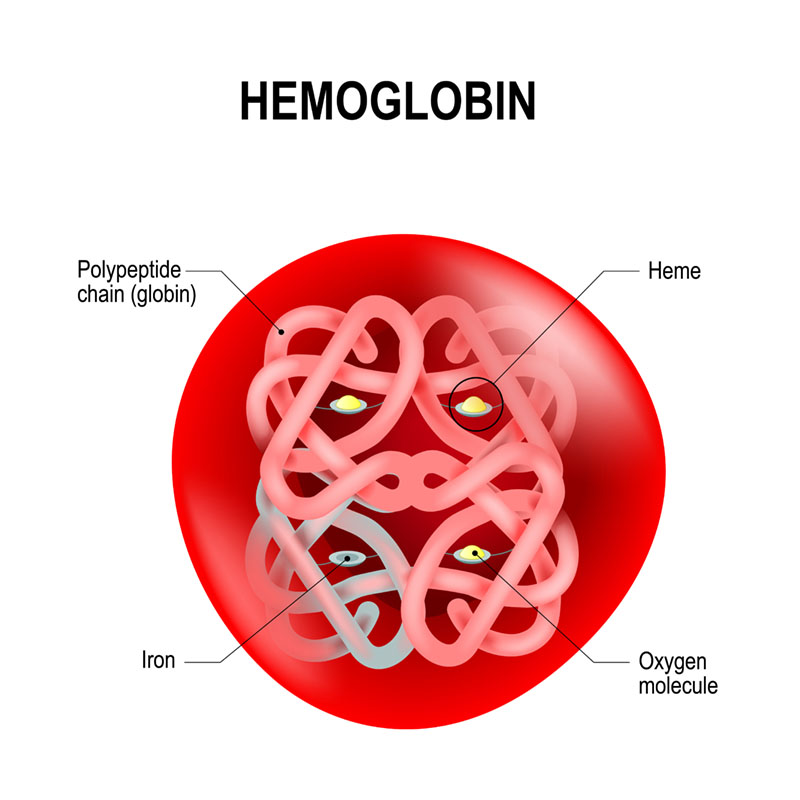 HEMOGLOBIN
Polypeptide
chain (globin)
Heme
Iron
Oxygen
molecule